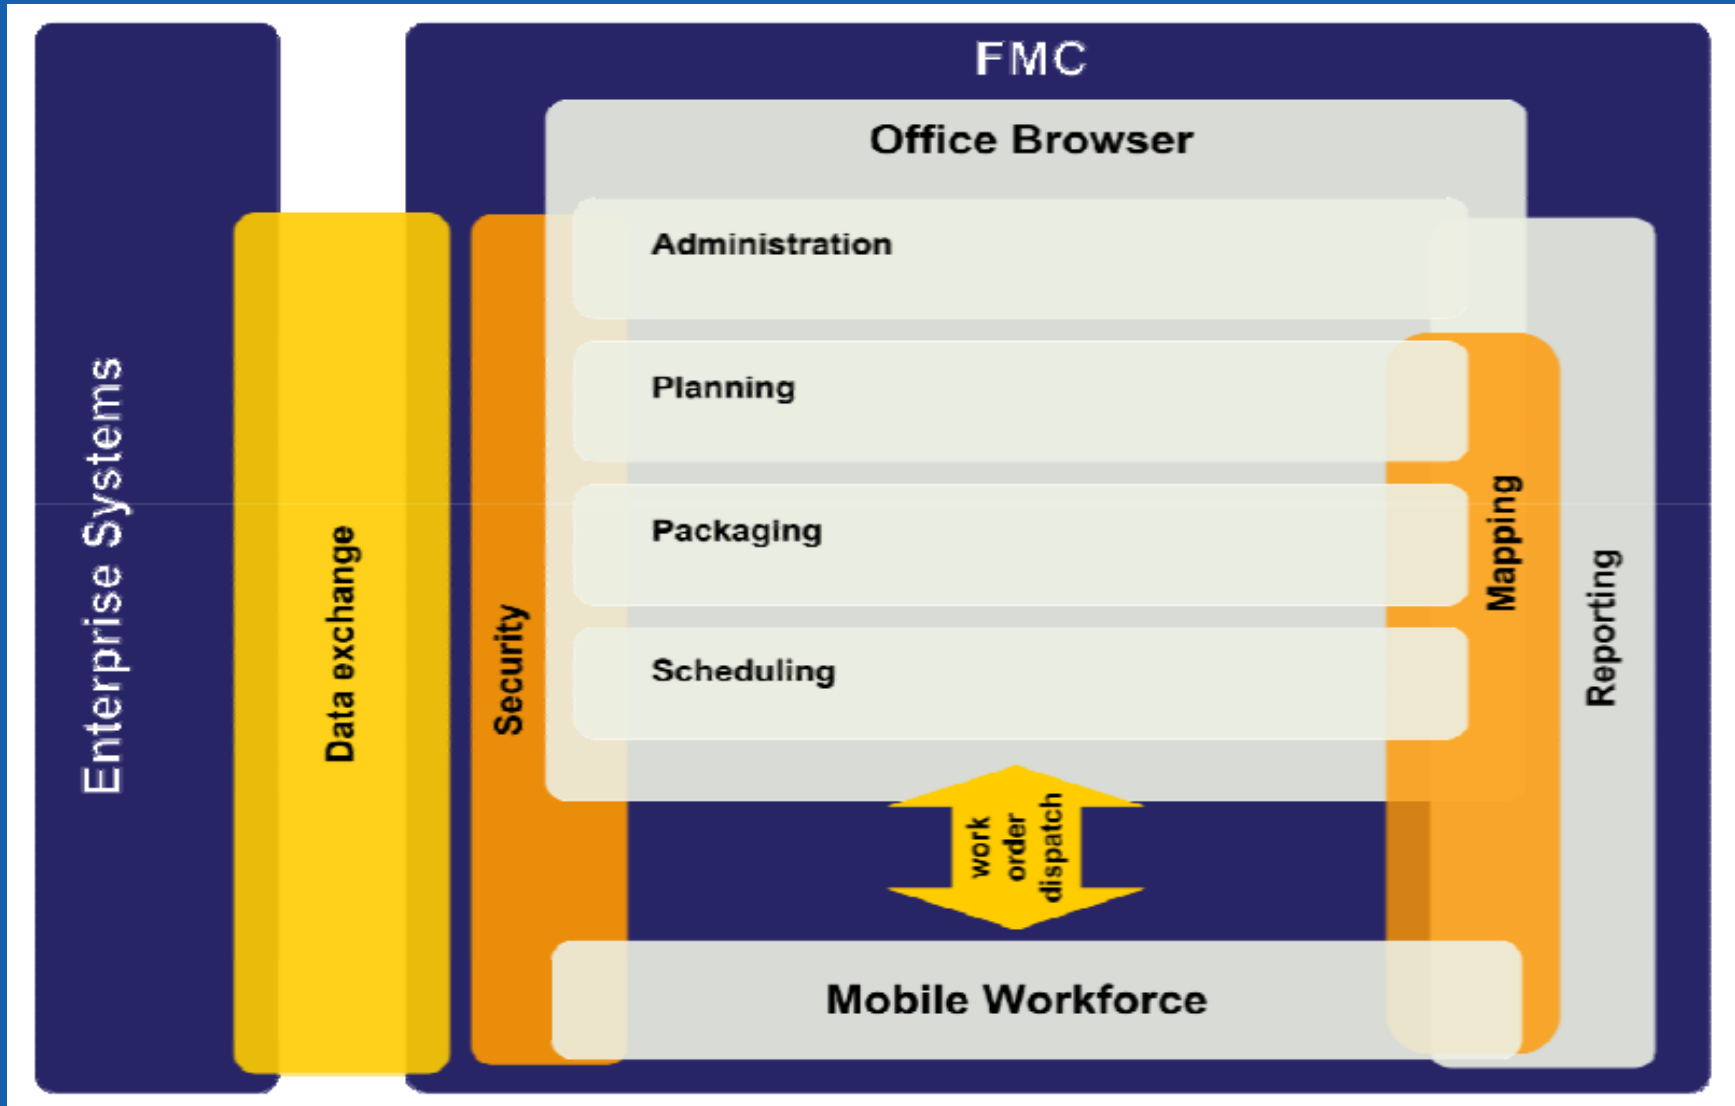 FMC
Office Browser
Administration
Planning
Packaging
Scheduling
Enterprise Systems
Data exchange
Security
Mapping
Reporting
work
order
dispatch
Mobile Workforce